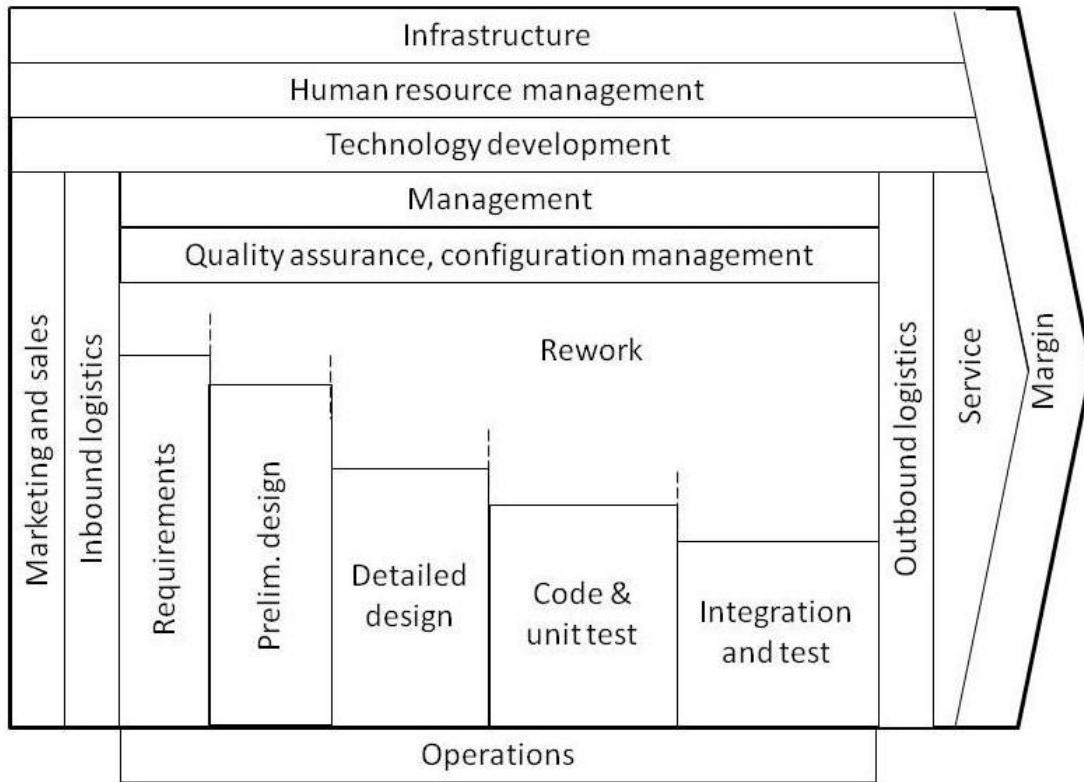 Infrastructure
Human resource management
Technology development
Management
Quality assurance, configuration management
Marketing and sales
Inbound logistics
Rework
Requirements
Prelim. design
Detailed
design
Code &
unit test
Integration
and test
Outbound logistics
Service
Margin
Operations